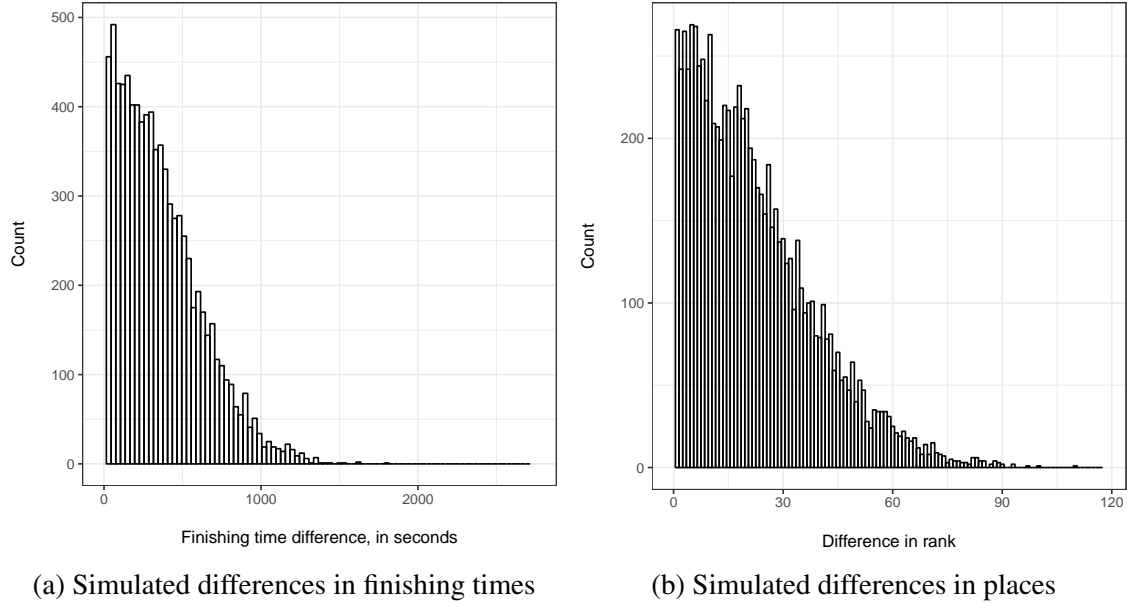 500
400
300
200
100
0
Count
0 1000 2000
Finishing time difference, in seconds
(a) Simulated differences in finishing times
200
100
0
Count
0 30 60 90 120
Difference in rank
(b) Simulated differences in places